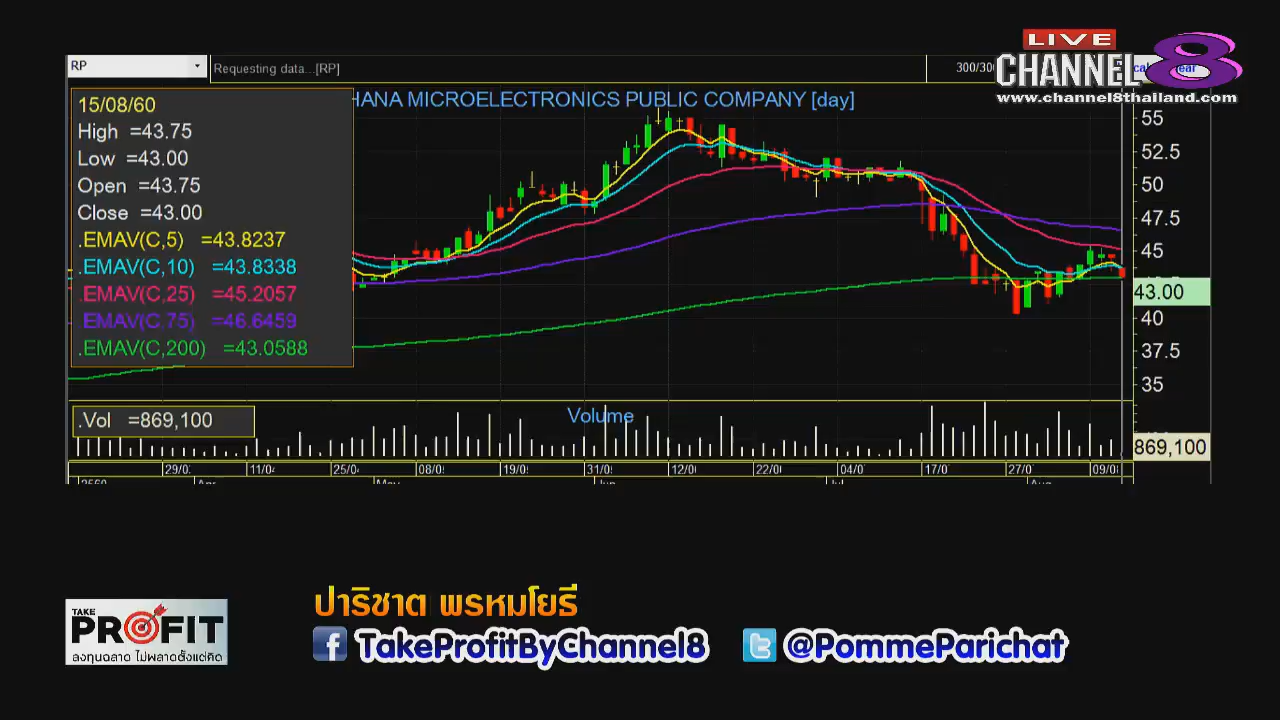 LIVE
CHANNEL 8
www.channel8thailand.com
RP
Requesting data...[RP]
HANA MICROELECTRONICS PUBLIC COMPANY [day]
15/08/60
High =43.75
Low =43.00
Open =43.75
Close =43.00
.EMAV(C,5) =43.8237
.EMAV(C,10) =43.8338
.EMAV(C,25) =45.2057
.EMAV(C,75) =46.6459
.EMAV(C,200) =43.0588
55
52.5
50
47.5
45
43.00
40
37.5
35
.Vol =869,100
Volume
869,100
29/0 11/0 25/0 08/0 19/0 31/0 12/0 22/0 04/0 17/0 27/0 09/0
2560 Apr May Jun Jul Aug
TAKE
PROFIT
ลงทุนฉลาด ไม่พลาดตั้งแต่คิด
ปาริชาต พรหมโยธี
TakeProfitByChannel8 @PommeParichat